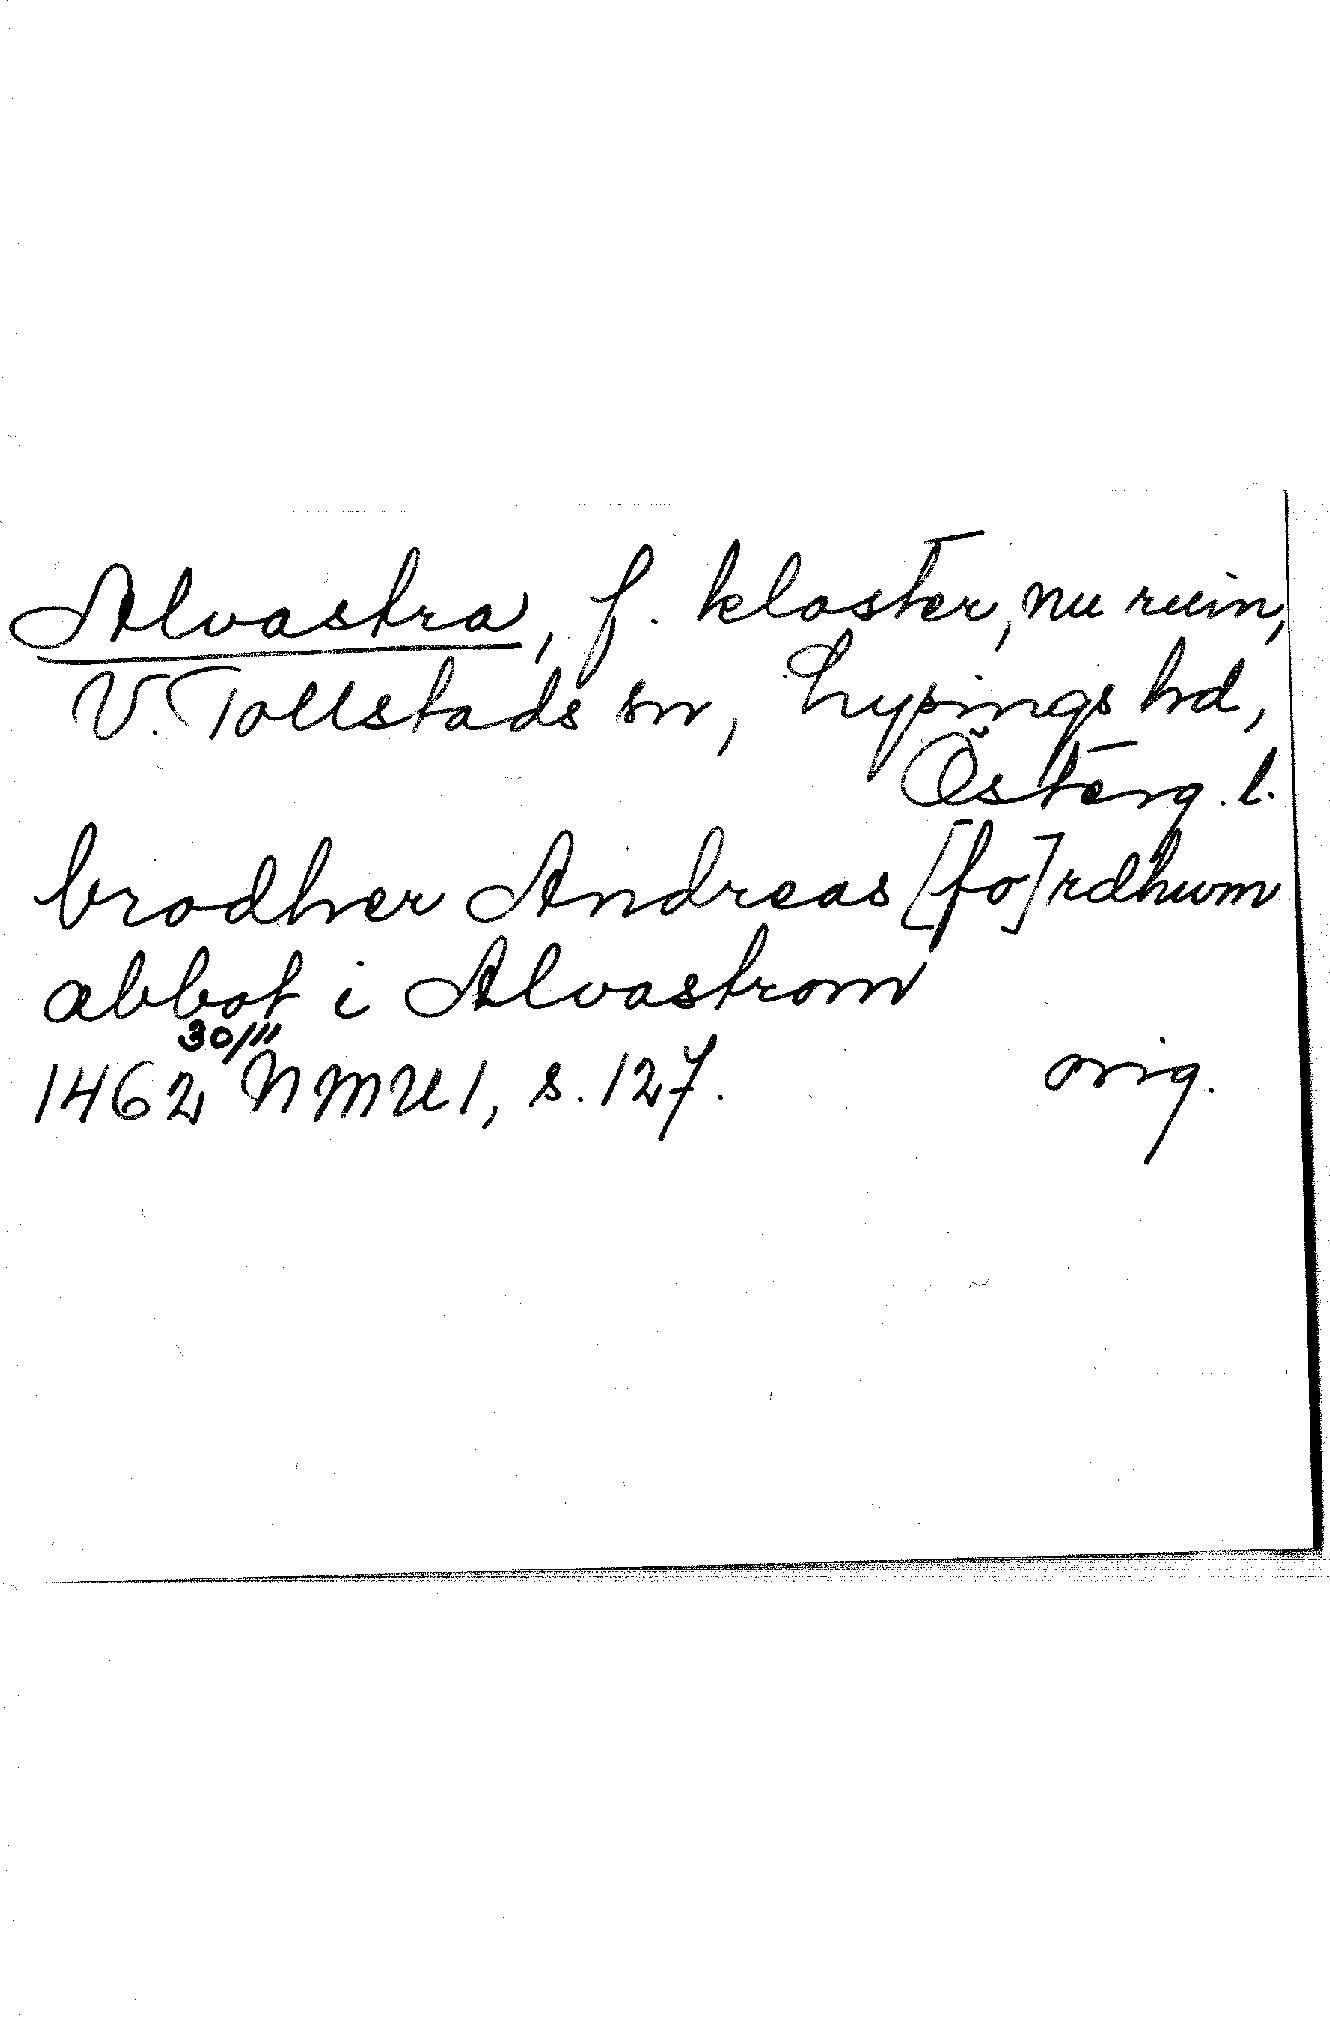 Alvastra, f. kloster, nu ruin,
V. Tollstads sn, Lysings hd,
Österg. l.
brodher Andreas [fo]rdhum
abbot i Alvastrom
30/11
1462 NMU 1, s. 127. orig.